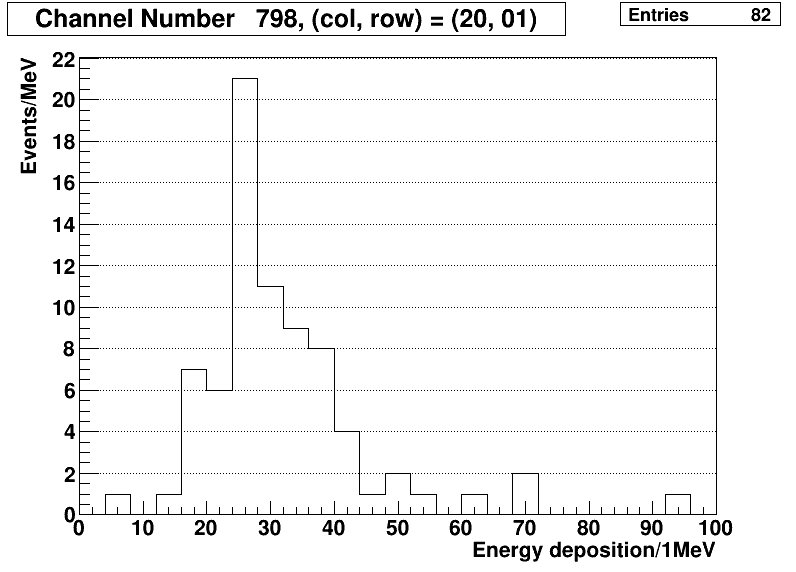 Channel Number 798, (col, row) = (20, 01)
Entries 82
Events/MeV
22
20
18
16
14
12
10
8
6
4
2
0
0 10 20 30 40 50 60 70 80 90 100
Energy deposition/1MeV